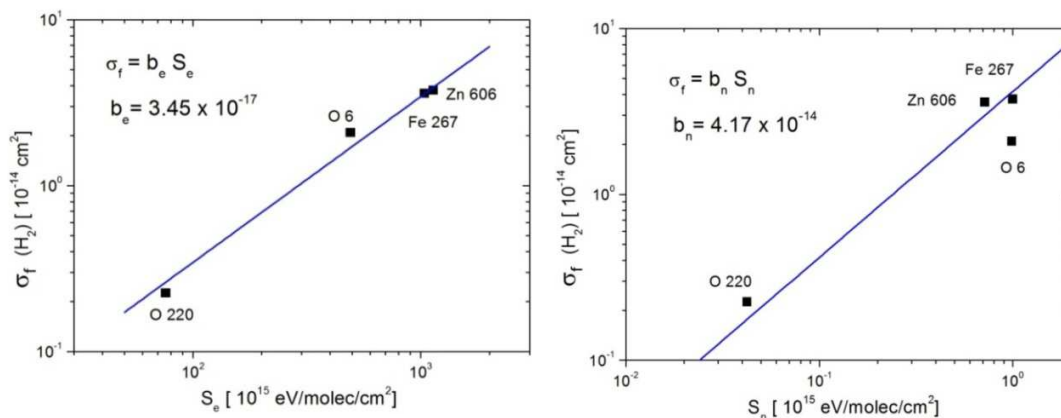 10¹
σf = be Se
be = 3.45 x 10⁻¹⁷
O 6
Zn 606
Fe 267
10⁰
σf (H₂) [ 10⁻¹⁴ cm²]
O 220
10⁻¹
10²
10³
Se [ 10¹⁵ eV/molec/cm²]
10¹
σf = bn Sn
bn = 4.17 x 10⁻¹⁴
Fe 267
Zn 606
O 6
10⁰
σf (H₂) [ 10⁻¹⁴ cm²]
O 220
10⁻¹
10⁻²
10⁻¹
10⁰
Sn [ 10¹⁵ eV/molec/cm²]